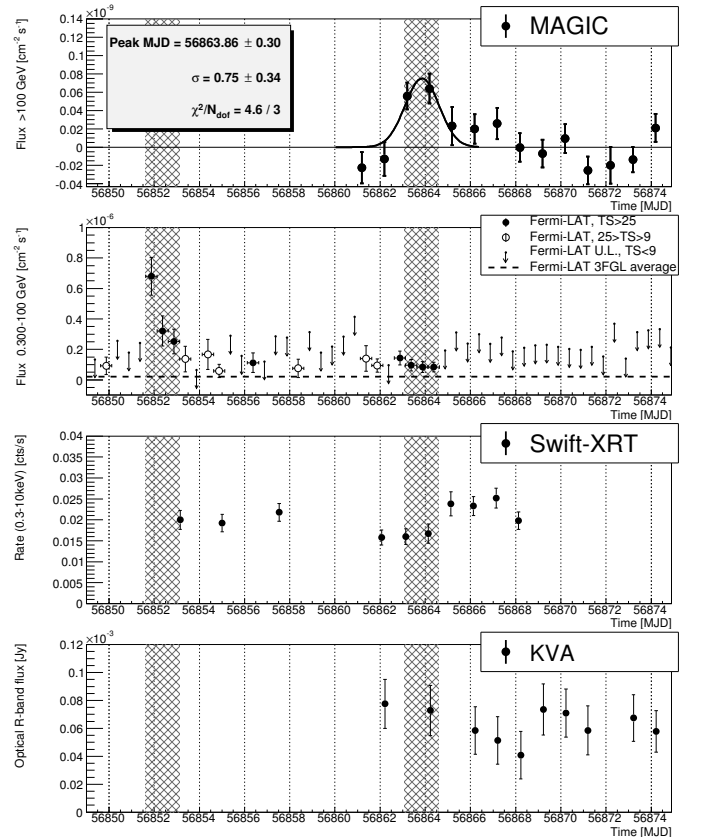 ×10⁻⁹
Flux >100 GeV [cm⁻² s⁻¹]
0.14
0.12
0.1
0.08
0.06
0.04
0.02
0
-0.02
-0.04
Peak MJD = 56863.86 ± 0.30
σ = 0.75 ± 0.34
χ²/N_dof = 4.6 / 3
MAGIC
56850 56852 56854 56856 56858 56860 56862 56864 56866 56868 56870 56872 56874
Time [MJD]
×10⁻⁶
Flux 0.300-100 GeV [cm⁻² s⁻¹]
1
0.8
0.6
0.4
0.2
0
Fermi-LAT, TS>25
Fermi-LAT, 25>TS>9
Fermi-LAT U.L., TS<9
Fermi-LAT 3FGL average
56850 56852 56854 56856 56858 56860 56862 56864 56866 56868 56870 56872 56874
Time [MJD]
Rate (0.3-10keV) [cts/s]
0.04
0.035
0.03
0.025
0.02
0.015
0.01
0.005
0
Swift-XRT
56850 56852 56854 56856 56858 56860 56862 56864 56866 56868 56870 56872 56874
Time [MJD]
×10⁻³
Optical R-band flux [Jy]
0.12
0.1
0.08
0.06
0.04
0.02
0
KVA
56850 56852 56854 56856 56858 56860 56862 56864 56866 56868 56870 56872 56874
Time [MJD]